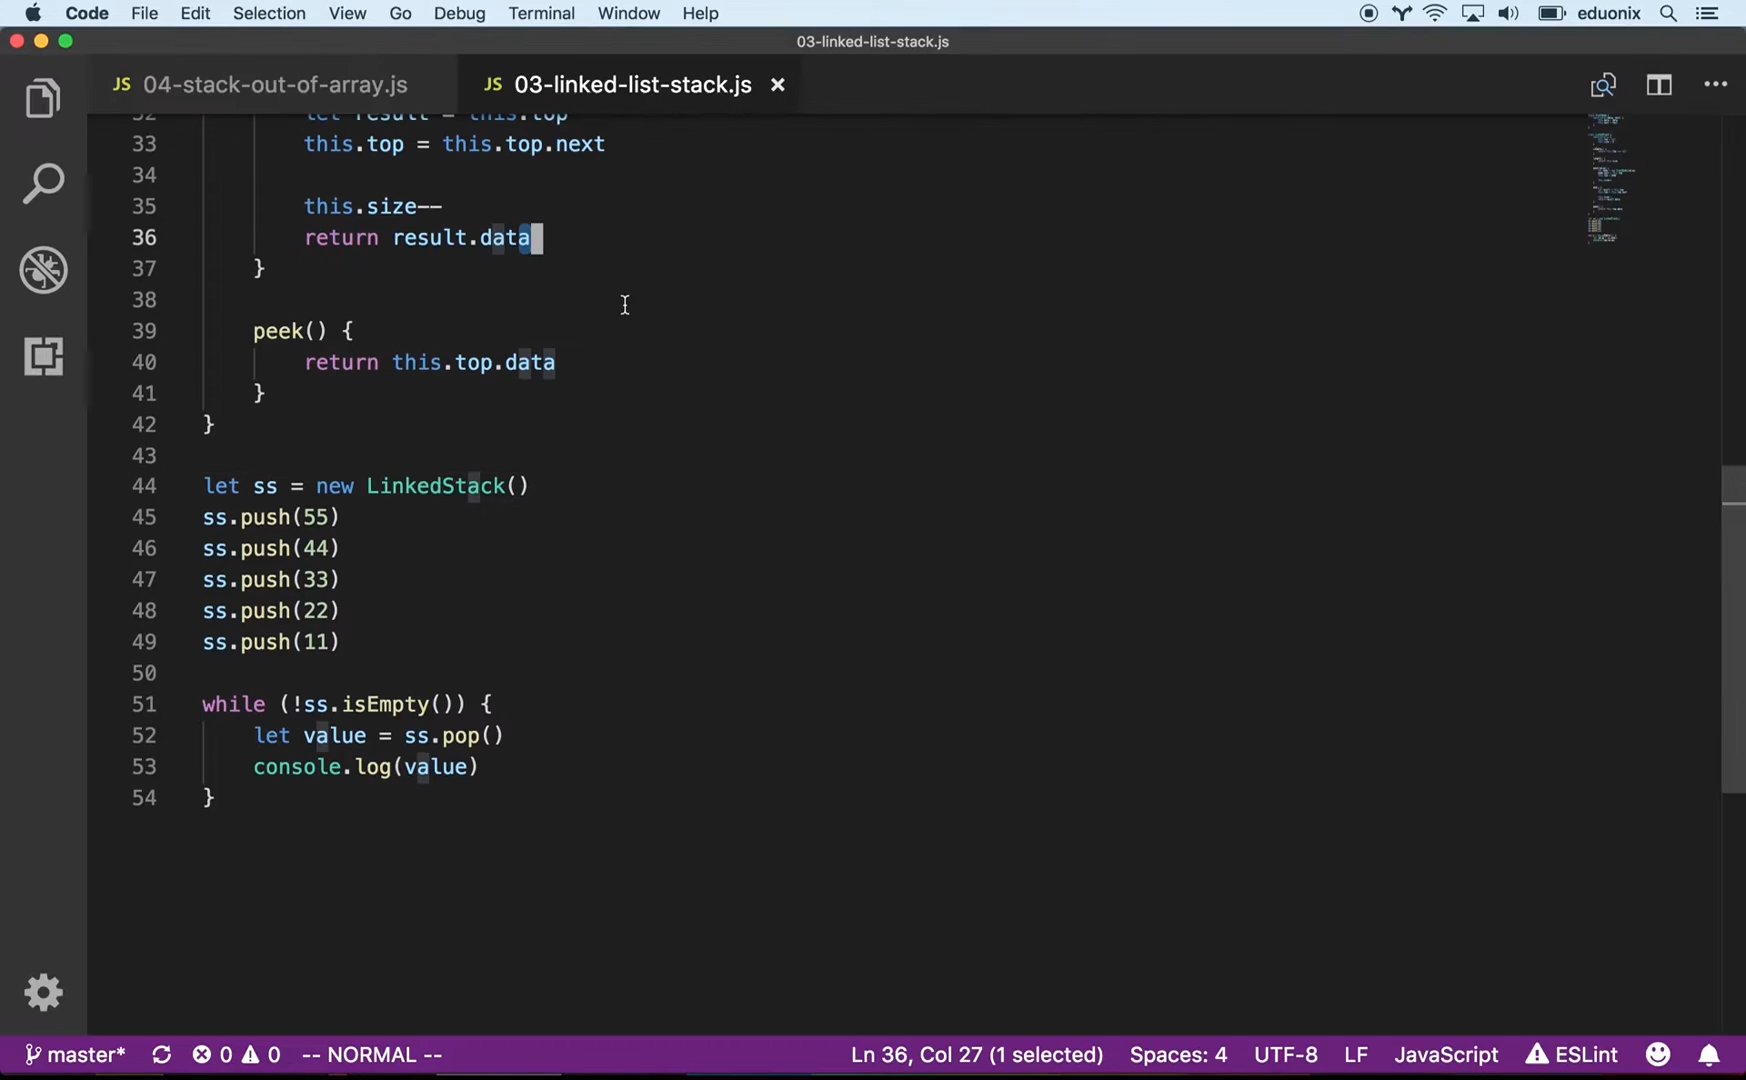 Code File Edit Selection View Go Debug Terminal Window Help eduonix
03-linked-list-stack.js
JS 04-stack-out-of-array.js JS 03-linked-list-stack.js
32 let result = this.top
33 this.top = this.top.next
34
35 this.size--
36 return result.data
37 }
38
39 peek() {
40 return this.top.data
41 }
42 }
43
44 let ss = new LinkedStack()
45 ss.push(55)
46 ss.push(44)
47 ss.push(33)
48 ss.push(22)
49 ss.push(11)
50
51 while (!ss.isEmpty()) {
52 let value = ss.pop()
53 console.log(value)
54 }
master* 0 0 -- NORMAL -- Ln 36, Col 27 (1 selected) Spaces: 4 UTF-8 LF JavaScript ESLint